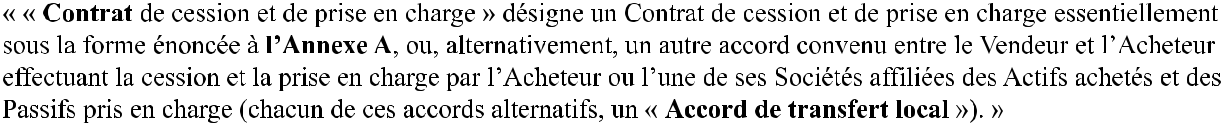 « « Contrat de cession et de prise en charge » désigne un Contrat de cession et de prise en charge essentiellement
sous la forme énoncée à l’Annexe A, ou, alternativement, un autre accord convenu entre le Vendeur et l’Acheteur
effectuant la cession et la prise en charge par l’Acheteur ou l’une de ses Sociétés affiliées des Actifs achetés et des
Passifs pris en charge (chacun de ces accords alternatifs, un « Accord de transfert local »). »